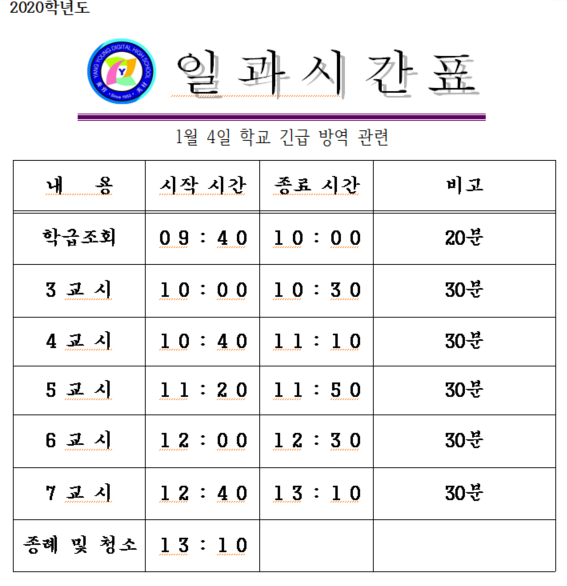 2020학년도
YANG YOUNG DIGITAL HIGH SCHOOL
일과시간표
1월 4일 학교 긴급 방역 관련
내 용 시작 시간 종료 시간 비고
학급조회 09 : 40 10 : 00 20분
3 교 시 10 : 00 10 : 30 30분
4 교 시 10 : 40 11 : 10 30분
5 교 시 11 : 20 11 : 50 30분
6 교 시 12 : 00 12 : 30 30분
7 교 시 12 : 40 13 : 10 30분
종례 및 청소 13 : 10